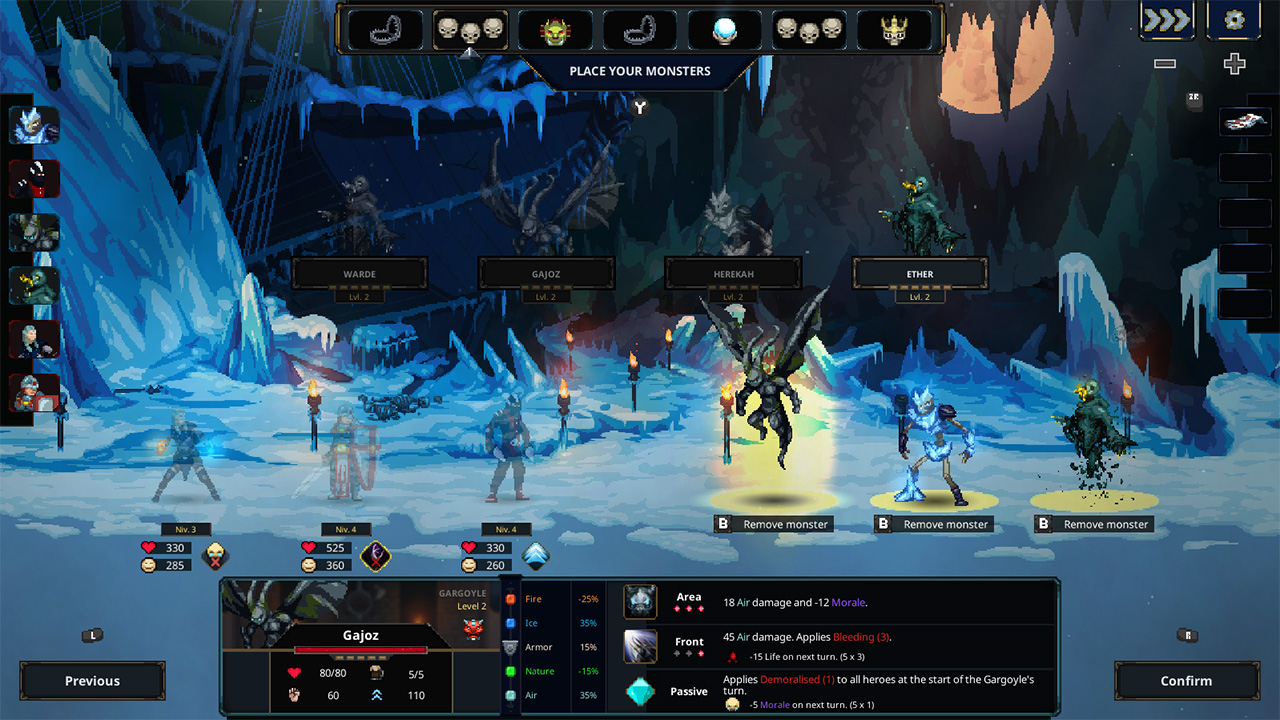 PLACE YOUR MONSTERS
Y
ZR
WARDE
Lvl. 2
GAJOZ
Lvl. 2
HEREKAH
Lvl. 2
ETHER
Lvl. 2
B Remove monster
B Remove monster
B Remove monster
Niv. 3
330
285
Niv. 4
525
360
Niv. 4
330
260
GARGOYLE
Level 2
Gajoz
80/80
5/5
60
110
Fire -25%
Ice 35%
Armor 15%
Nature -15%
Air 35%
Area
18 Air damage and -12 Morale.
Front
45 Air damage. Applies Bleeding (3).
-15 Life on next turn. (5 x 3)
Passive
Applies Demoralised (1) to all heroes at the start of the Gargoyle's
turn.
-5 Morale on next turn. (5 x 1)
L
Previous
R
Confirm